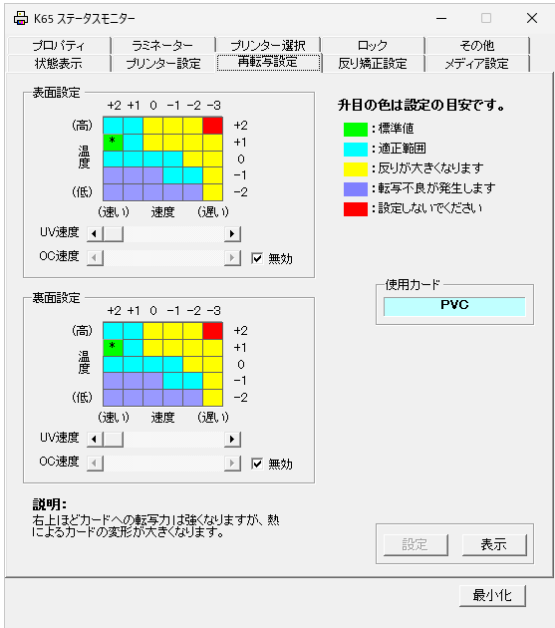 K65 ステータスモニター
プロパティ ラミネーター プリンター選択 ロック その他
状態表示 プリンター設定 再転写設定 反り矯正設定 メディア設定
表面設定
+2 +1 0 -1 -2 -3
(高) +2
* +1
温度 0
-1
(低) -2
(速い) 速度 (遅い)
UV速度
OC速度 無効
升目の色は設定の目安です。
:標準値
:適正範囲
:反りが大きくなります
:転写不良が発生します
:設定しないでください
使用カード
PVC
裏面設定
+2 +1 0 -1 -2 -3
(高) +2
* +1
温度 0
-1
(低) -2
(速い) 速度 (遅い)
UV速度
OC速度 無効
説明:
右上ほどカードへの転写力は強くなりますが、熱
によるカードの変形が大きくなります。
設定 表示
最小化